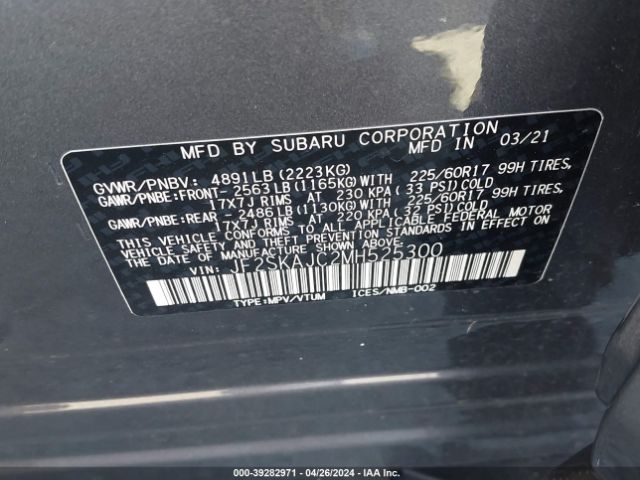 MFD BY SUBARU CORPORATION MFD IN 03/21
GVWR/PNBV: 4891LB(2223KG)
GAWR/PNBE:FRONT- 2563LB(1165KG)WITH 225/60R17 99H TIRES,
17X7J RIMS AT 230 KPA(33 PSI)COLD
GAWR/PNBE:REAR - 2486LB(1130KG)WITH 225/60R17 99H TIRES,
17X7J RIMS AT 220 KPA(32 PSI)COLD
THIS VEHICLE CONFORMS TO ALL APPLICABLE FEDERAL MOTOR
VEHICLE SAFETY AND THEFT PREVENTION STANDARDS IN EFFECT ON
THE DATE OF MANUFACTURE SHOWN ABOVE.
VIN: JF2SKAJC2MH525300
TYPE:MPV/VTUM ICES/NMB-002
000-39282971 | 04/26/2024 | IAA Inc.